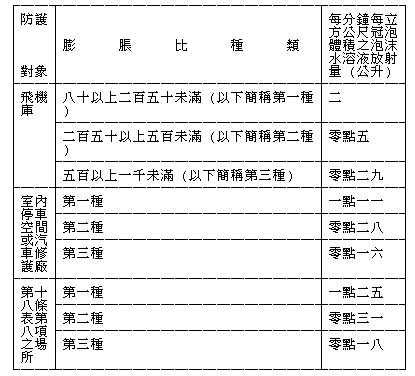 防護
對象
膨脹比種類
每分鐘每立
方公尺冠泡
體積之泡沫
水溶液放射
量(公升)
飛機
庫
八十以上二百五十未滿(以下簡稱第一種
)
二
二百五十以上五百未滿(以下簡稱第二種
)
零點五
五百以上一千未滿(以下簡稱第三種)
零點二九
室內
停車
空間
或汽
車修
護廠
第一種
一點一一
第二種
零點二八
第三種
零點一六
第十
八條
表第
八項
之場
所
第一種
一點二五
第二種
零點三一
第三種
零點一八